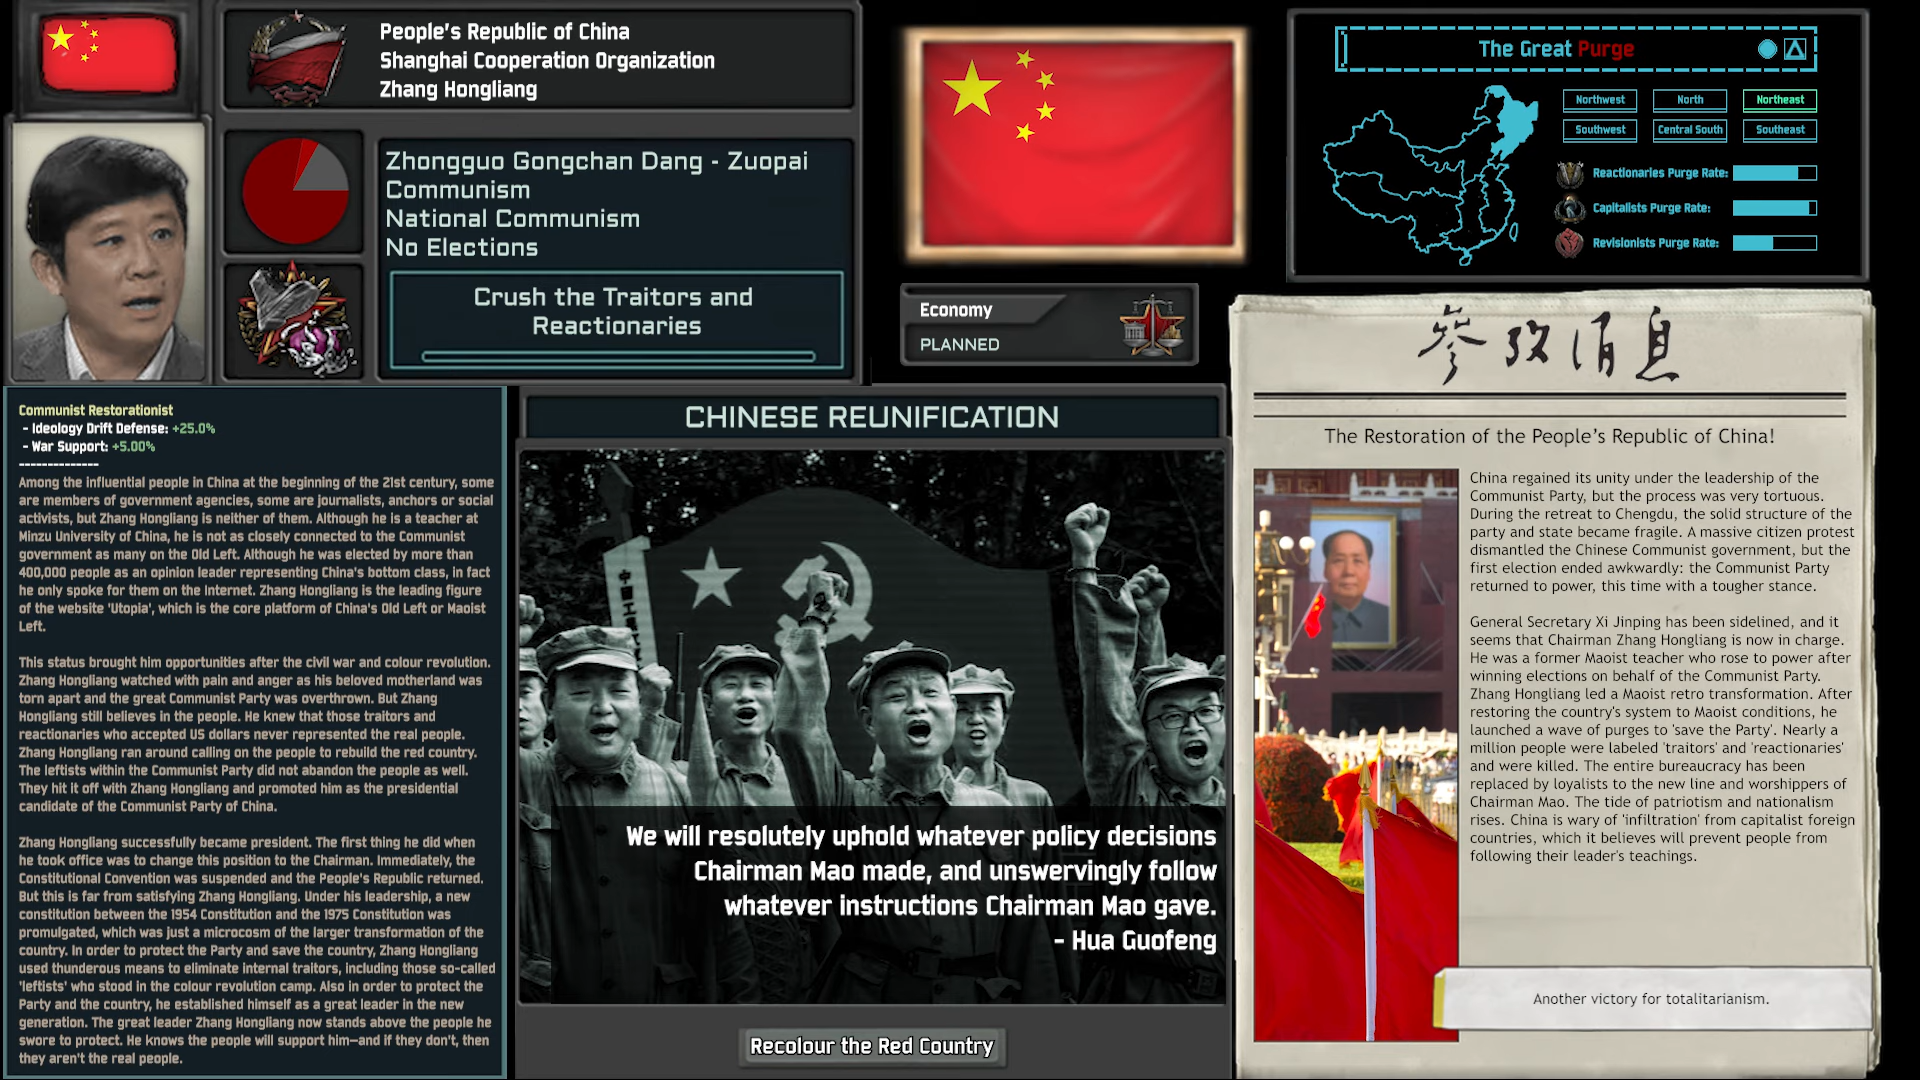 People's Republic of China
Shanghai Cooperation Organization
Zhang Hongliang
Zhongguo Gongchan Dang - Zuopai
Communism
National Communism
No Elections
Crush the Traitors and
Reactionaries
Economy
PLANNED
The Great Purge
Northwest
North
Northeast
Southwest
Central South
Southeast
Reactionaries Purge Rate:
Capitalists Purge Rate:
Revisionists Purge Rate:
Communist Restorationist
- Ideology Drift Defense: +25.0%
- War Support: +5.00%
--------------
Among the influential people in China at the beginning of the 21st century, some
are members of government agencies, some are journalists, anchors or social
activists, but Zhang Hongliang is neither of them. Although he is a teacher at
Minzu University of China, he is not as closely connected to the Communist
government as many on the Old Left. Although he was elected by more than
400,000 people as an opinion leader representing China's bottom class, in fact
he only spoke for them on the Internet. Zhang Hongliang is the leading figure
of the website 'Utopia', which is the core platform of China's Old Left or Maoist
Left.
This status brought him opportunities after the civil war and colour revolution.
Zhang Hongliang watched with pain and anger as his beloved motherland was
torn apart and the great Communist Party was overthrown. But Zhang
Hongliang still believes in the people. He knew that those traitors and
reactionaries who accepted US dollars never represented the real people.
Zhang Hongliang ran around calling on the people to rebuild the red country.
The leftists within the Communist Party did not abandon the people as well.
They hit it off with Zhang Hongliang and promoted him as the presidential
candidate of the Communist Party of China.
Zhang Hongliang successfully became president. The first thing he did when
he took office was to change this position to the Chairman. Immediately, the
Constitutional Convention was suspended and the People's Republic returned.
But this is far from satisfying Zhang Hongliang. Under his leadership, a new
constitution between the 1954 Constitution and the 1975 Constitution was
promulgated, which was just a microcosm of the larger transformation of the
country. In order to protect the Party and save the country, Zhang Hongliang
used thunderous means to eliminate internal traitors, including those so-called
'leftists' who stood in the colour revolution camp. Also in order to protect the
Party and the country, he established himself as a great leader in the new
generation. The great leader Zhang Hongliang now stands above the people he
swore to protect. He knows the people will support him—and if they don't, then
they aren't the real people.
CHINESE REUNIFICATION
We will resolutely uphold whatever policy decisions
Chairman Mao made, and unswervingly follow
whatever instructions Chairman Mao gave.
- Hua Guofeng
Recolour the Red Country
参攷消息
The Restoration of the People's Republic of China!
China regained its unity under the leadership of the
Communist Party, but the process was very tortuous.
During the retreat to Chengdu, the solid structure of the
party and state became fragile. A massive citizen protest
dismantled the Chinese Communist government, but the
first election ended awkwardly: the Communist Party
returned to power, this time with a tougher stance.
General Secretary Xi Jinping has been sidelined, and it
seems that Chairman Zhang Hongliang is now in charge.
He was a former Maoist teacher who rose to power after
winning elections on behalf of the Communist Party.
Zhang Hongliang led a Maoist retro transformation. After
restoring the country's system to Maoist conditions, he
launched a wave of purges to 'save the Party'. Nearly a
million people were labeled 'traitors' and 'reactionaries'
and were killed. The entire bureaucracy has been
replaced by loyalists to the new line and worshippers of
Chairman Mao. The tide of patriotism and nationalism
rises. China is wary of 'infiltration' from capitalist foreign
countries, which it believes will prevent people from
following their leader's teachings.
Another victory for totalitarianism.